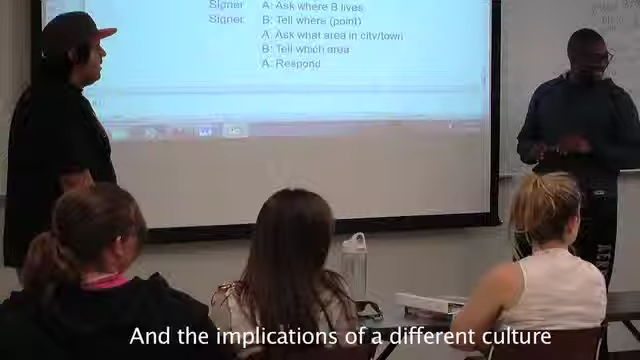 Signer A: Ask where B lives
Signer B: Tell where (point)
A: Ask what area in city/town
B: Tell which area
A: Respond
And the implications of a different culture